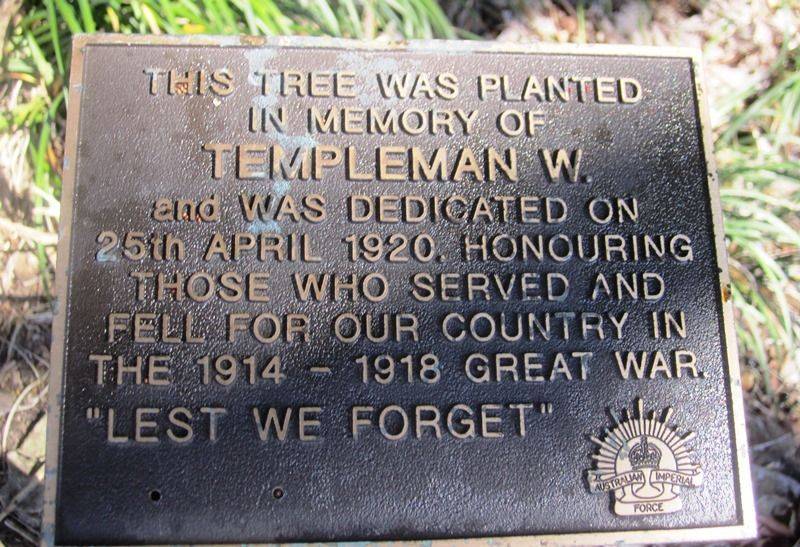 THIS TREE WAS PLANTED
IN MEMORY OF
TEMPLEMAN W.
and WAS DEDICATED ON
25th APRIL 1920. HONOURING
THOSE WHO SERVED AND
FELL FOR OUR COUNTRY IN
THE 1914 - 1918 GREAT WAR.
"LEST WE FORGET"
AUSTRALIAN IMPERIAL
FORCE